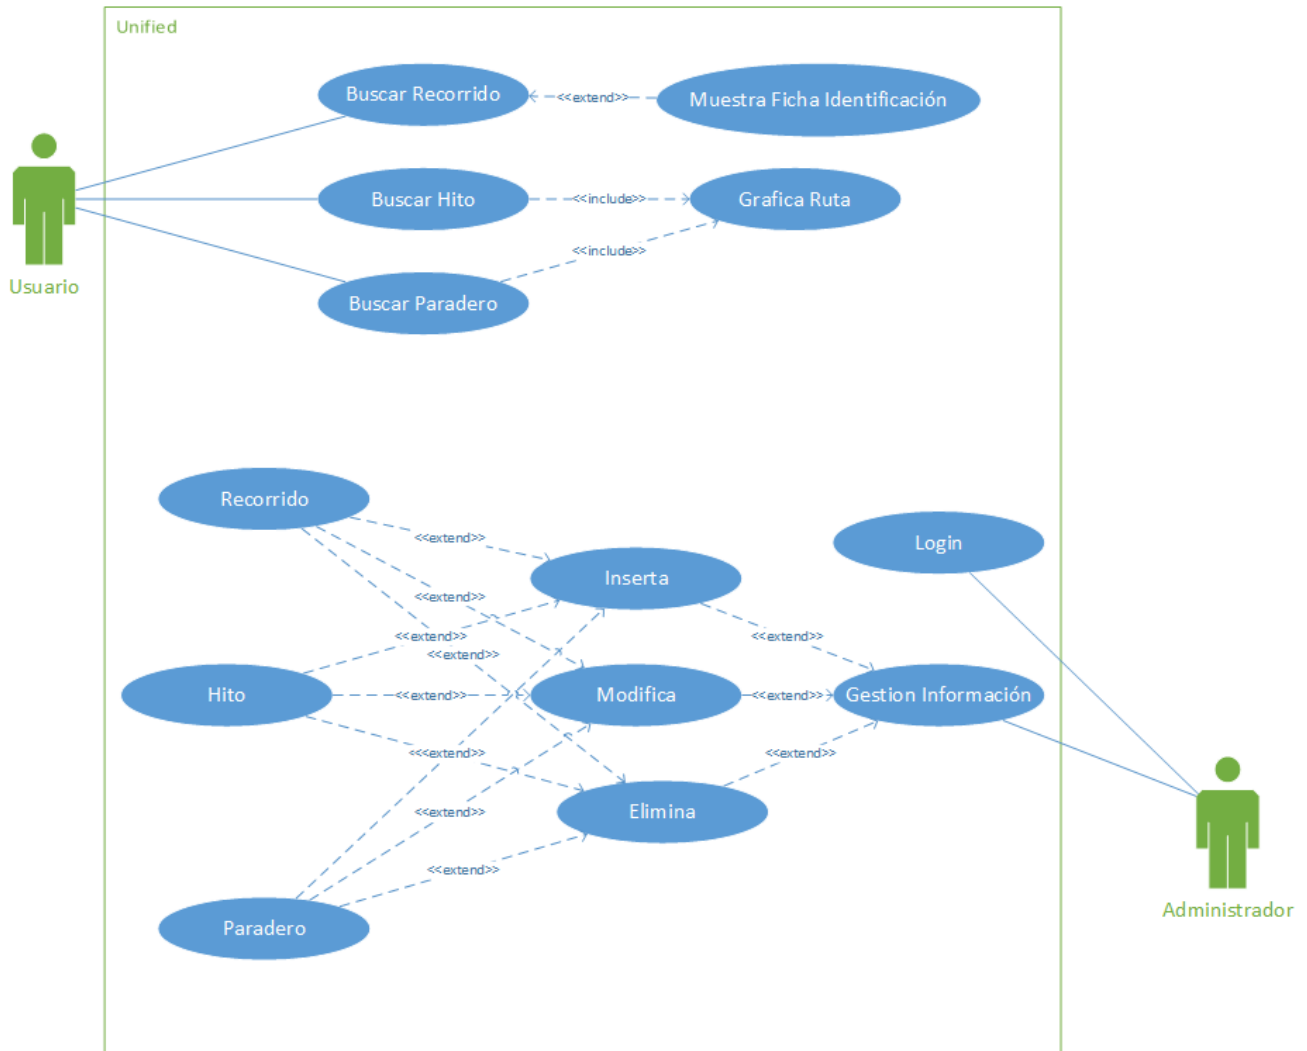 Unified
Buscar Recorrido
<<extend>>
Muestra Ficha Identificación
Buscar Hito
<<include>>
Grafica Ruta
<<include>>
Usuario
Buscar Paradero
Recorrido
<<extend>>
Login
Inserta
<<extend>>
<<extend>>
<<extend>>
<<extend>>
Hito
<<extend>>
Modifica
<<extend>>
Gestion Información
<<<extend>>
<<extend>>
<<extend>>
Elimina
<<extend>>
Paradero
Administrador